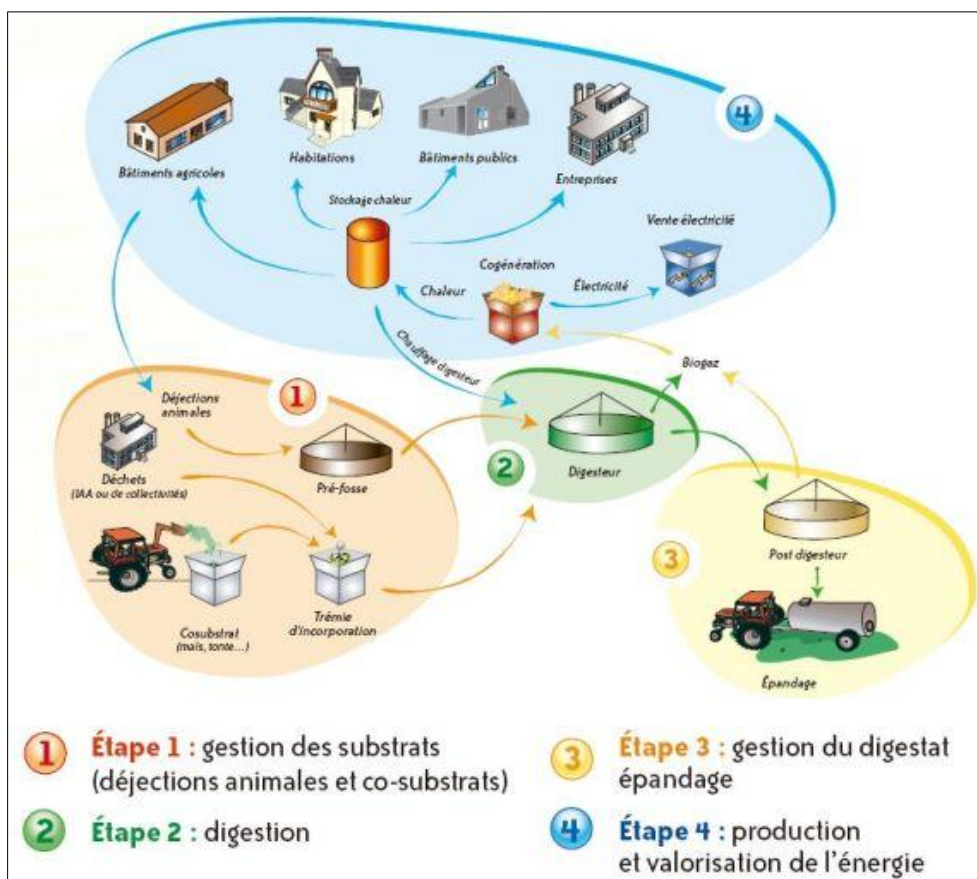 4
Bâtiments agricoles
Habitations
Bâtiments publics
Entreprises
Stockage chaleur
Vente électricité
Cogénération
Chaleur
Électricité
Chauffage digesteur
Biogaz
1
Déjections
animales
Déchets
(IAA ou de collectivités)
Pré-fosse
Cosubstrat
(maïs, tonte...)
Trémie
d'incorporation
2
Digesteur
3
Post digesteur
Épandage
1 Étape 1 : gestion des substrats
(déjections animales et co-substrats)
2 Étape 2 : digestion
3 Étape 3 : gestion du digestat
épandage
4 Étape 4 : production
et valorisation de l'énergie